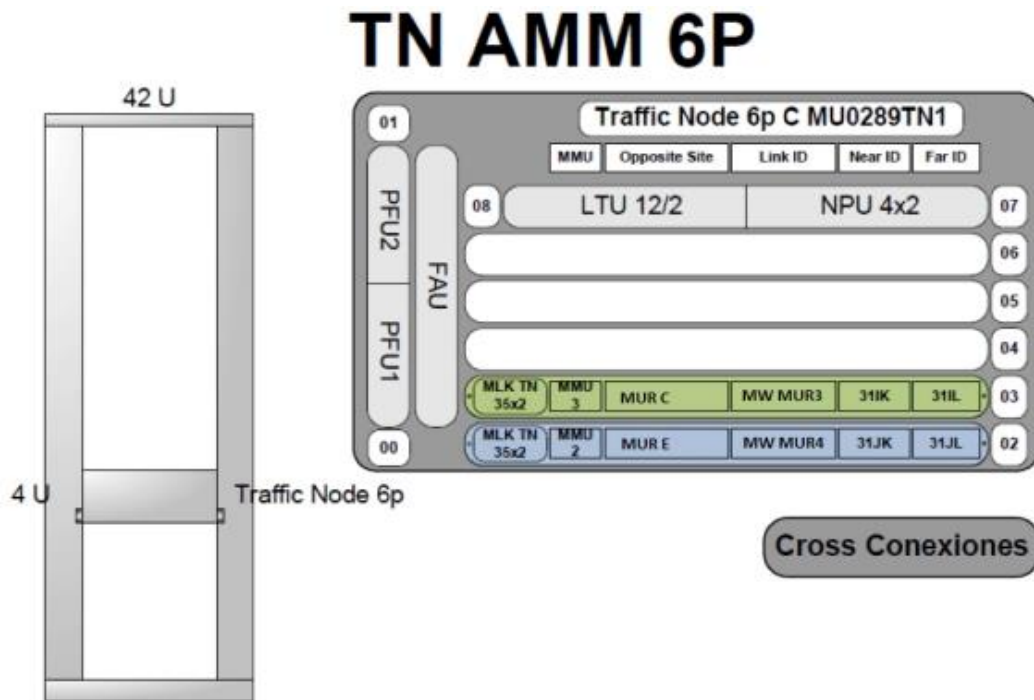 TN AMM 6P
42 U
4 U
Traffic Node 6p
01
Traffic Node 6p C MU0289TN1
MMU Opposite Site Link ID Near ID Far ID
PFU2
PFU1
FAU
08 LTU 12/2 NPU 4x2 07
06
05
04
MLK TN 35x2 MMU 3 MUR C MW MUR3 31IK 31IL 03
00 MLK TN 35x2 MMU 2 MUR E MW MUR4 31JK 31JL 02
Cross Conexiones